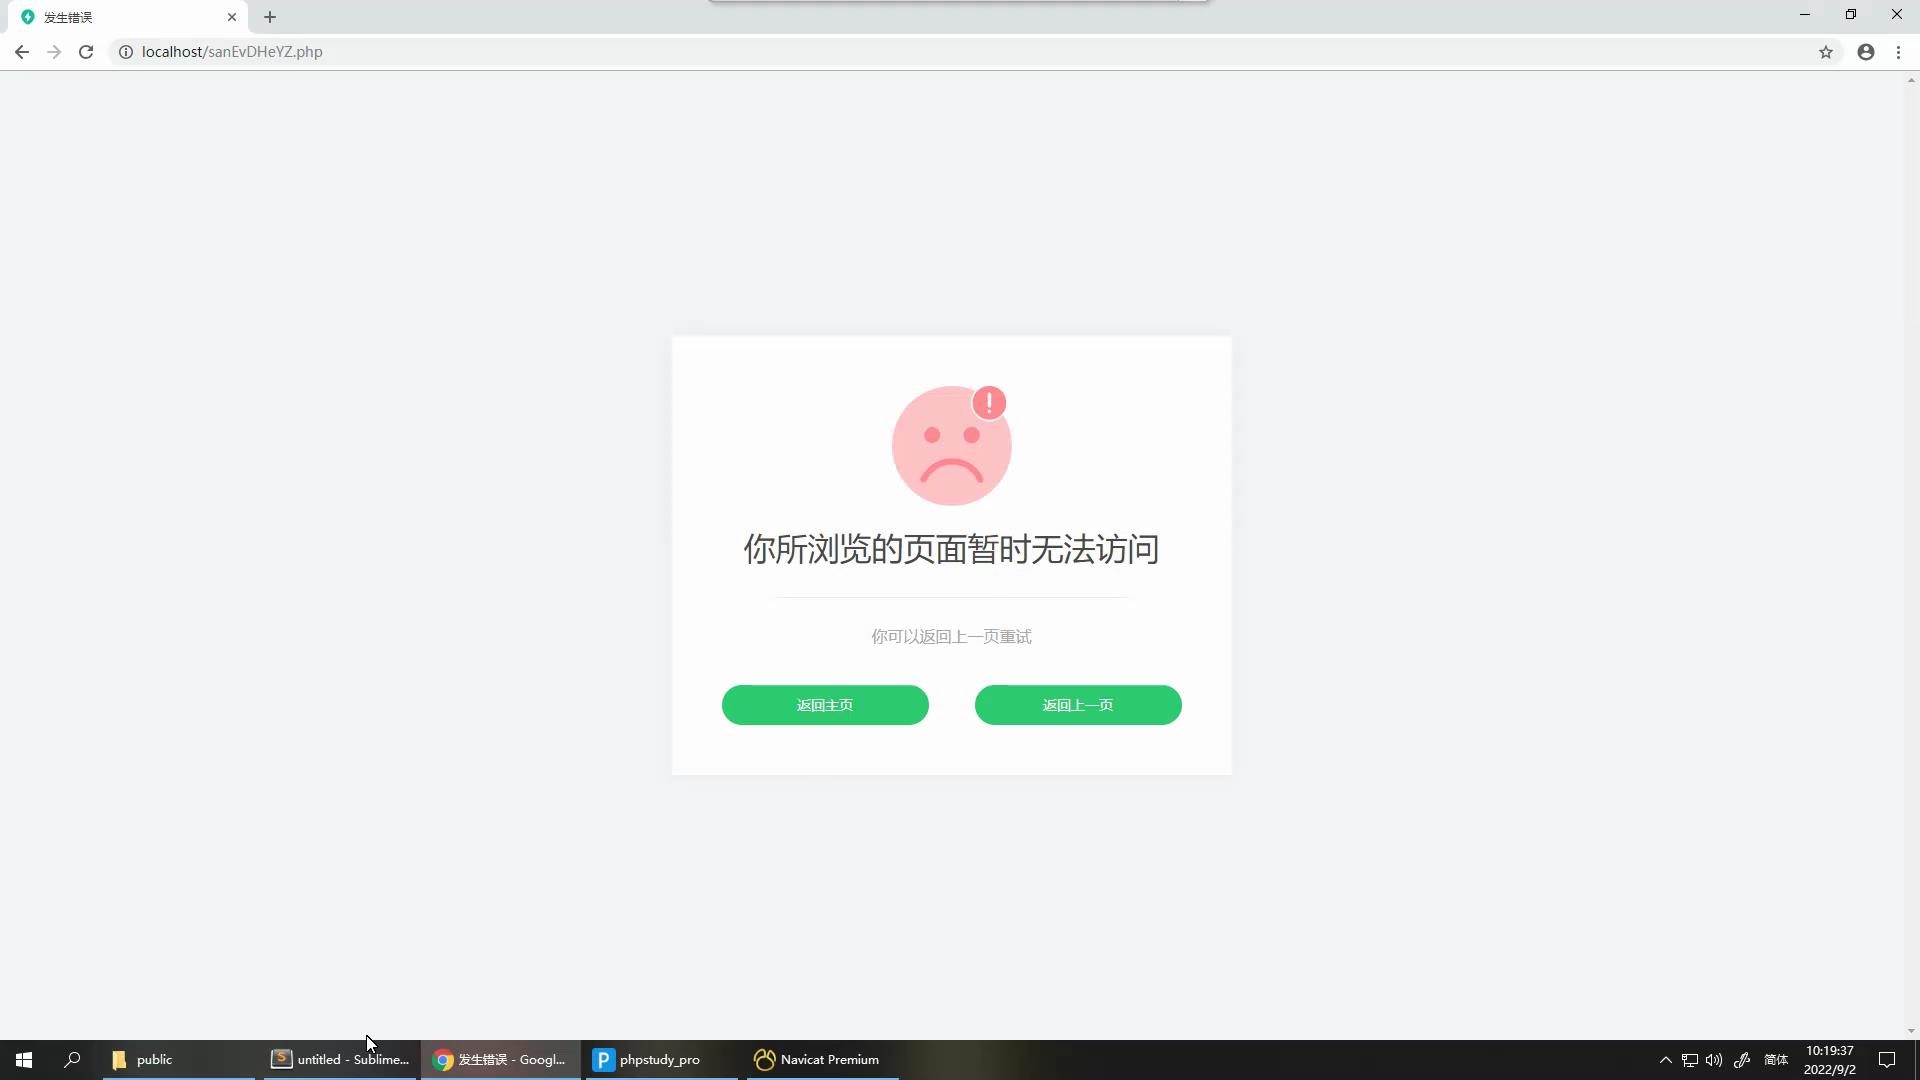 发生错误
localhost/sanEvDHeYZ.php
你所浏览的页面暂时无法访问
你可以返回上一页重试
返回主页
返回上一页
public
untitled - Sublime...
发生错误 - Googl...
phpstudy_pro
Navicat Premium
简体
10:19:37
2022/9/2